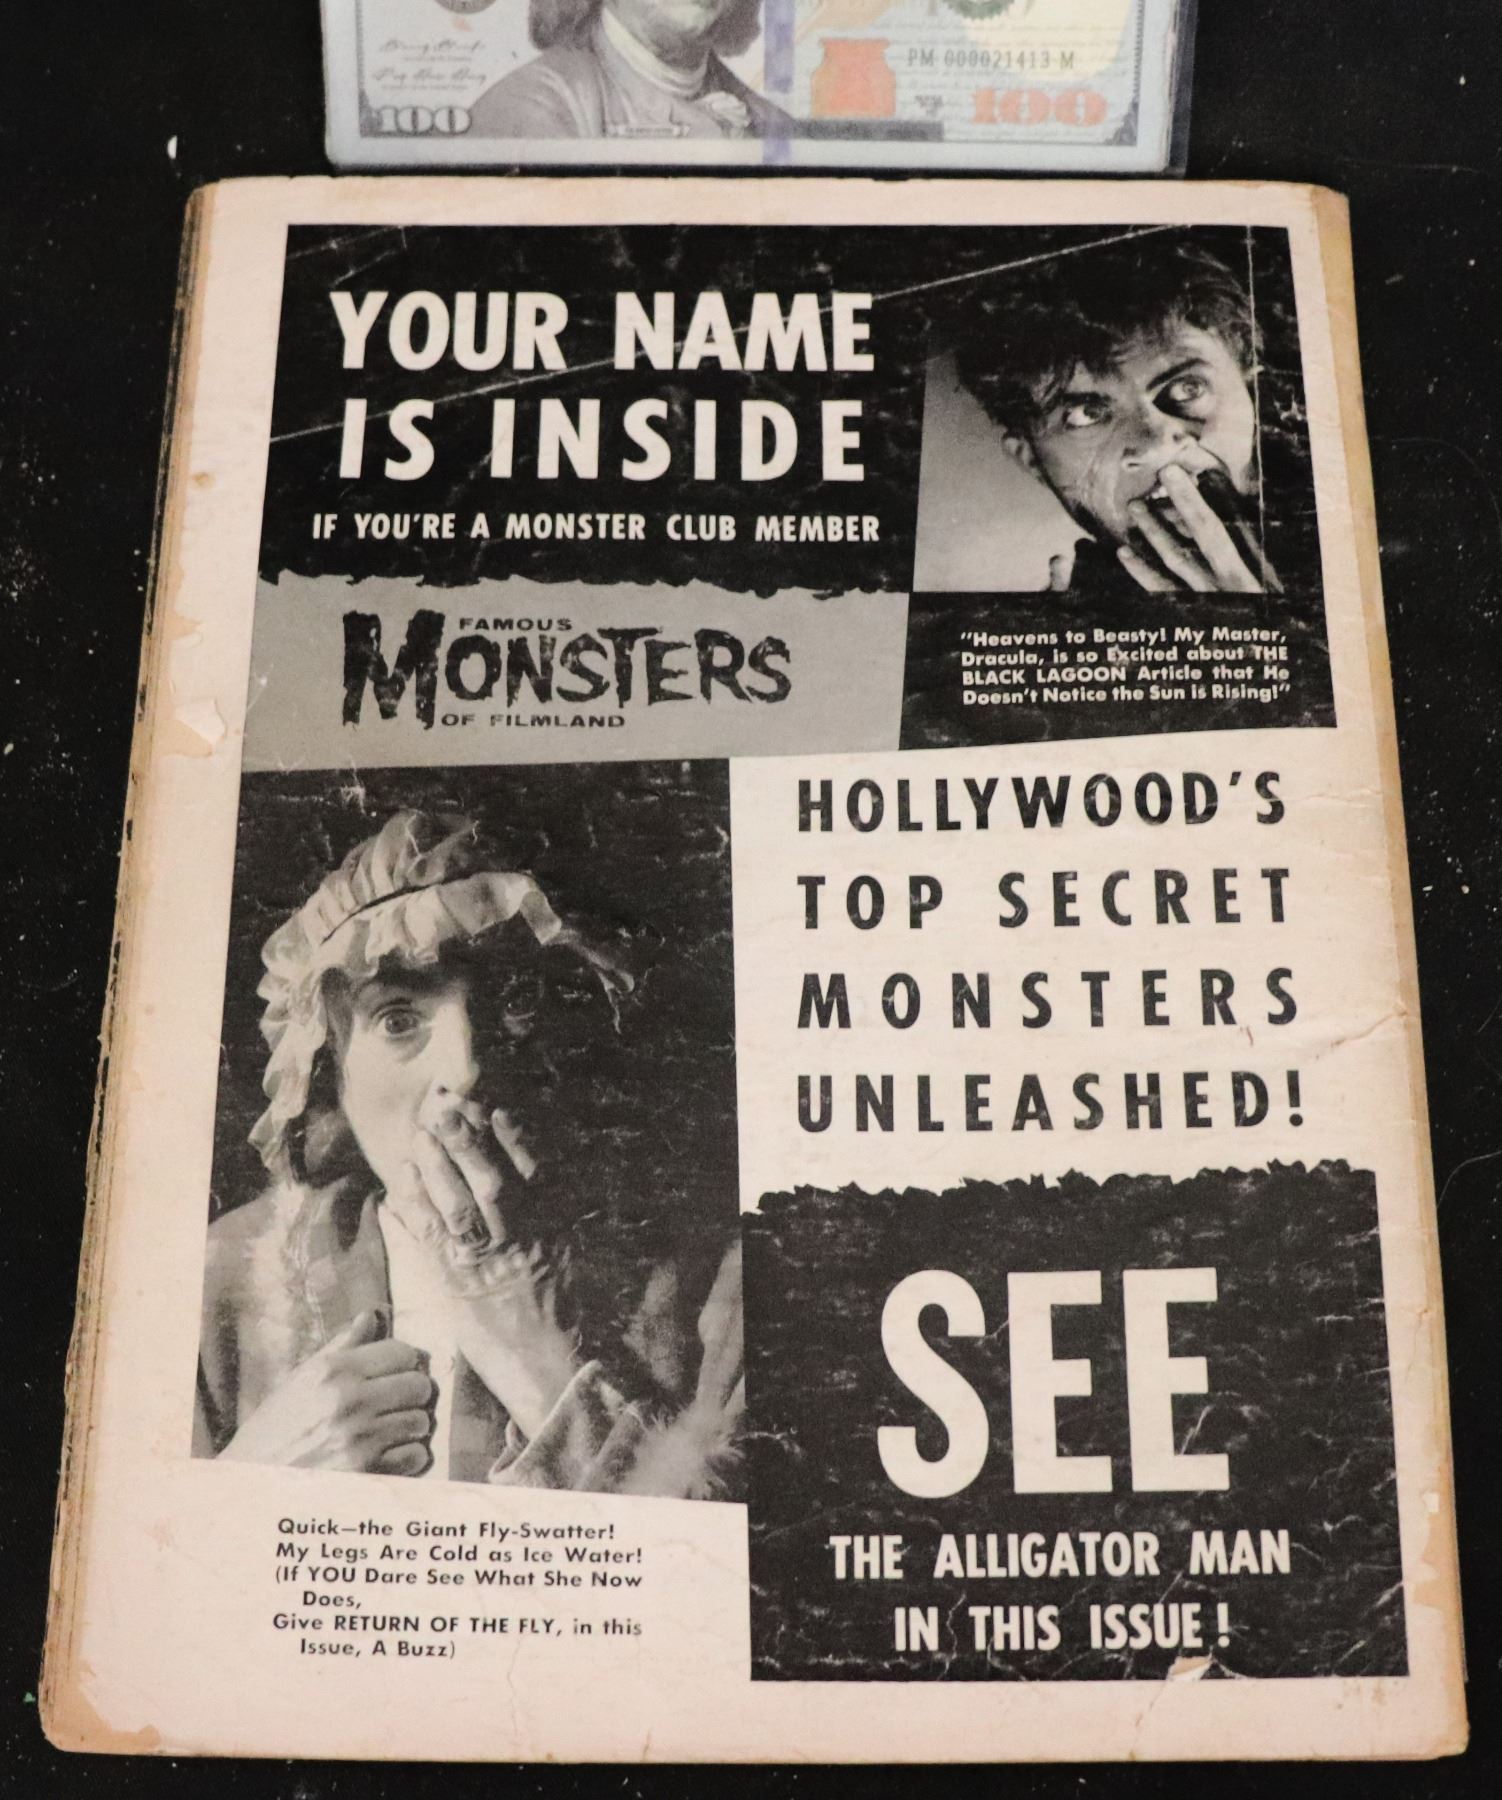 PM 000021413 M
100
100
YOUR NAME
IS INSIDE
IF YOU'RE A MONSTER CLUB MEMBER
FAMOUS
MONSTERS
OF FILMLAND
"Heavens to Beasty! My Master,
Dracula, is so Excited about THE
BLACK LAGOON Article that He
Doesn't Notice the Sun is Rising!"
HOLLYWOOD'S
TOP SECRET
MONSTERS
UNLEASHED!
SEE
THE ALLIGATOR MAN
IN THIS ISSUE!
Quick—the Giant Fly-Swatter!
My Legs Are Cold as Ice Water!
(If YOU Dare See What She Now
Does,
Give RETURN OF THE FLY, in this
Issue, A Buzz)